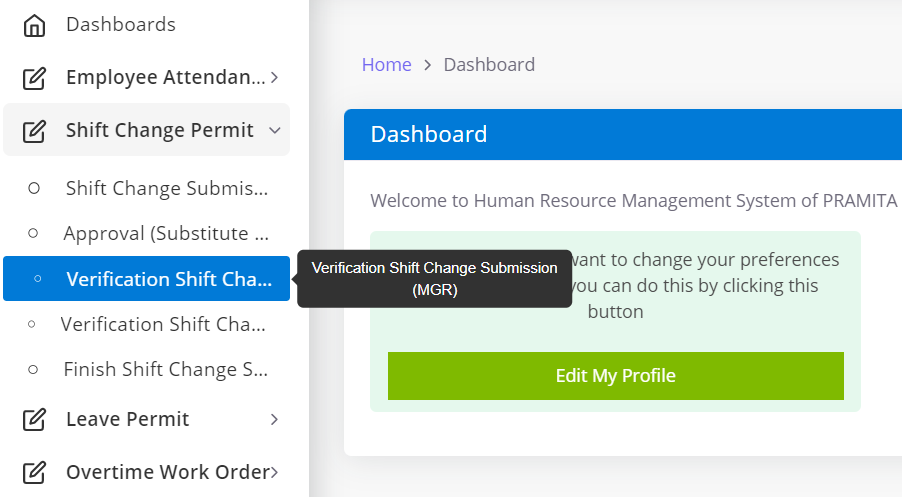 Dashboards
Employee Attendan...
Shift Change Permit
Shift Change Submis...
Approval (Substitute ...
Verification Shift Cha...
Verification Shift Cha...
Finish Shift Change S...
Leave Permit
Overtime Work Order
Verification Shift Change Submission
(MGR)
Home > Dashboard
Dashboard
Welcome to Human Resource Management System of PRAMITA
want to change your preferences
you can do this by clicking this
button
Edit My Profile